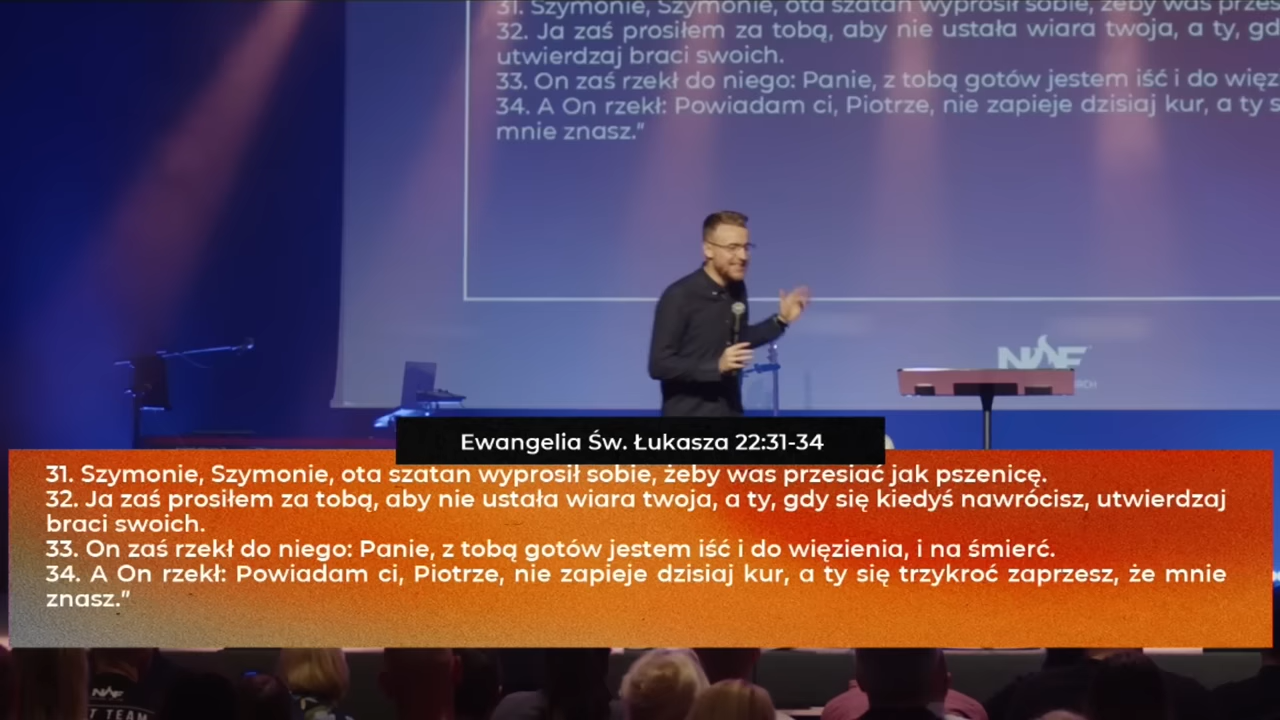 31. Szymonie, Szymonie, ota szatan wyprosił sobie, żeby was przes
32. Ja zaś prosiłem za tobą, aby nie ustała wiara twoja, a ty, gd
utwierdzaj braci swoich.
33. On zaś rzekł do niego: Panie, z tobą gotów jestem iść i do więz
34. A On rzekł: Powiadam ci, Piotrze, nie zapieje dzisiaj kur, a ty s
mnie znasz.”
Ewangelia Św. Łukasza 22:31-34
31. Szymonie, Szymonie, ota szatan wyprosił sobie, żeby was przesiać jak pszenicę.
32. Ja zaś prosiłem za tobą, aby nie ustała wiara twoja, a ty, gdy się kiedyś nawrócisz, utwierdzaj
braci swoich.
33. On zaś rzekł do niego: Panie, z tobą gotów jestem iść i do więzienia, i na śmierć.
34. A On rzekł: Powiadam ci, Piotrze, nie zapieje dzisiaj kur, a ty się trzykroć zaprzesz, że mnie
znasz.”
TEAM